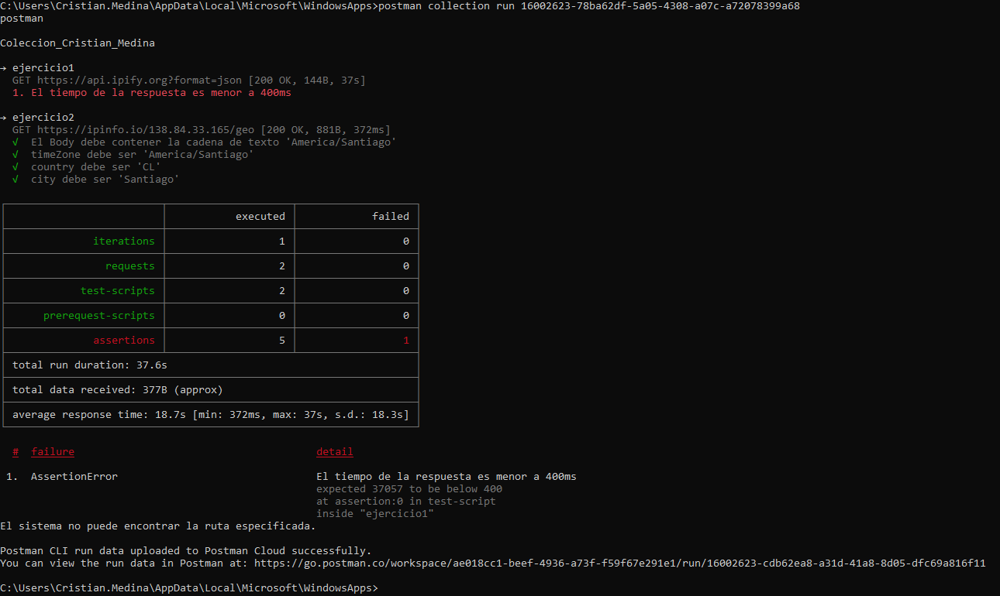 C:\Users\Cristian.Medina\AppData\Local\Microsoft\WindowsApps>postman collection run 16002623-78ba62df-5a05-4308-a07c-a72078399a68
postman
Coleccion_Cristian_Medina
→ ejercicio1
GET https://api.ipify.org?format=json [200 OK, 144B, 37s]
1. El tiempo de la respuesta es menor a 400ms
→ ejercicio2
GET https://ipinfo.io/138.84.33.165/geo [200 OK, 881B, 372ms]
√ El Body debe contener la cadena de texto 'America/Santiago'
√ timeZone debe ser 'America/Santiago'
√ country debe ser 'CL'
√ city debe ser 'Santiago'
executed failed
iterations 1 0
requests 2 0
test-scripts 2 0
prerequest-scripts 0 0
assertions 5 1
total run duration: 37.6s
total data received: 377B (approx)
average response time: 18.7s [min: 372ms, max: 37s, s.d.: 18.3s]
# failure detail
1. AssertionError El tiempo de la respuesta es menor a 400ms
expected 37057 to be below 400
at assertion:0 in test-script
inside "ejercicio1"
El sistema no puede encontrar la ruta especificada.
Postman CLI run data uploaded to Postman Cloud successfully.
You can view the run data in Postman at: https://go.postman.co/workspace/ae018cc1-beef-4936-a73f-f59f67e291e1/run/16002623-cdb62ea8-a31d-41a8-8d05-dfc69a816f11
C:\Users\Cristian.Medina\AppData\Local\Microsoft\WindowsApps>